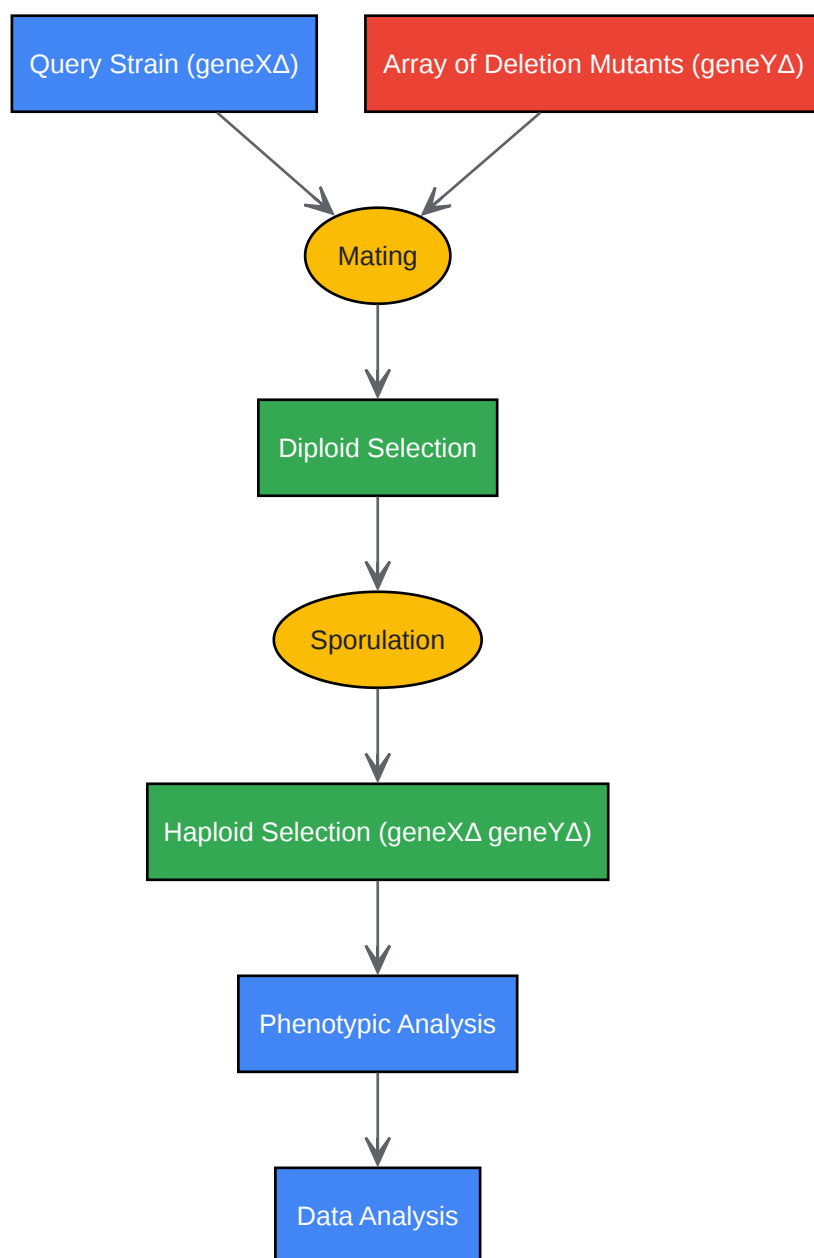 Query Strain (geneXΔ)
Array of Deletion Mutants (geneYΔ)
Mating
Diploid Selection
Sporulation
Haploid Selection (geneXΔ geneYΔ)
Phenotypic Analysis
Data Analysis